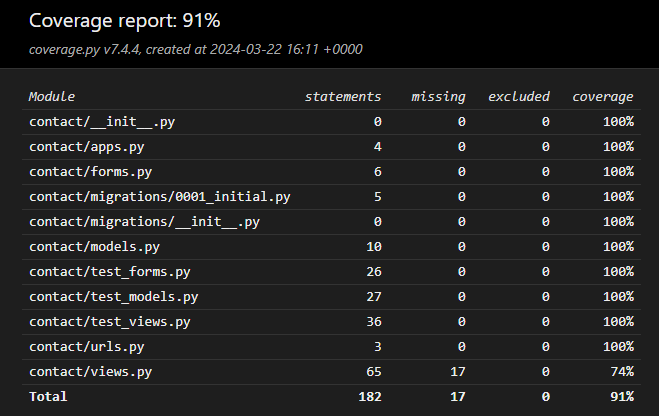 Coverage report: 91%
coverage.py v7.4.4, created at 2024-03-22 16:11 +0000
Module statements missing excluded coverage
contact/__init__.py 0 0 0 100%
contact/apps.py 4 0 0 100%
contact/forms.py 6 0 0 100%
contact/migrations/0001_initial.py 5 0 0 100%
contact/migrations/__init__.py 0 0 0 100%
contact/models.py 10 0 0 100%
contact/test_forms.py 26 0 0 100%
contact/test_models.py 27 0 0 100%
contact/test_views.py 36 0 0 100%
contact/urls.py 3 0 0 100%
contact/views.py 65 17 0 74%
Total 182 17 0 91%